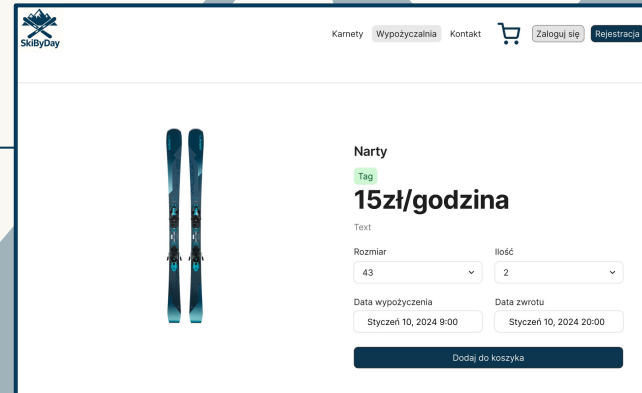 SkiByDay
Karnety Wypożyczalnia Kontakt Zaloguj się Rejestracja
Narty
Tag
15zł/godzina
Text
Rozmiar Ilość
43 2
Data wypożyczenia Data zwrotu
Styczeń 10, 2024 9:00 Styczeń 10, 2024 20:00
Dodaj do koszyka